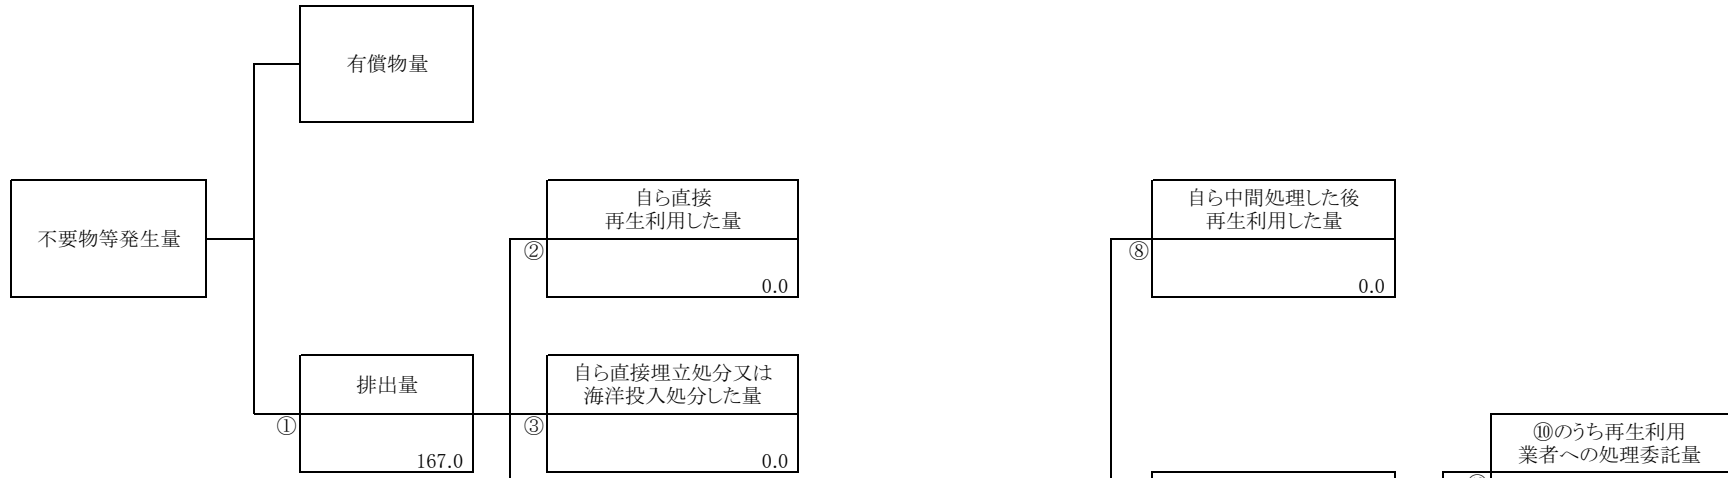 有償物量
不要物等発生量
自ら直接
再生利用した量
②
0.0
自ら中間処理した後
再生利用した量
⑧
0.0
排出量
①
167.0
自ら直接埋立処分又は
海洋投入処分した量
③
0.0
⑩のうち再生利用
業者への処理委託量